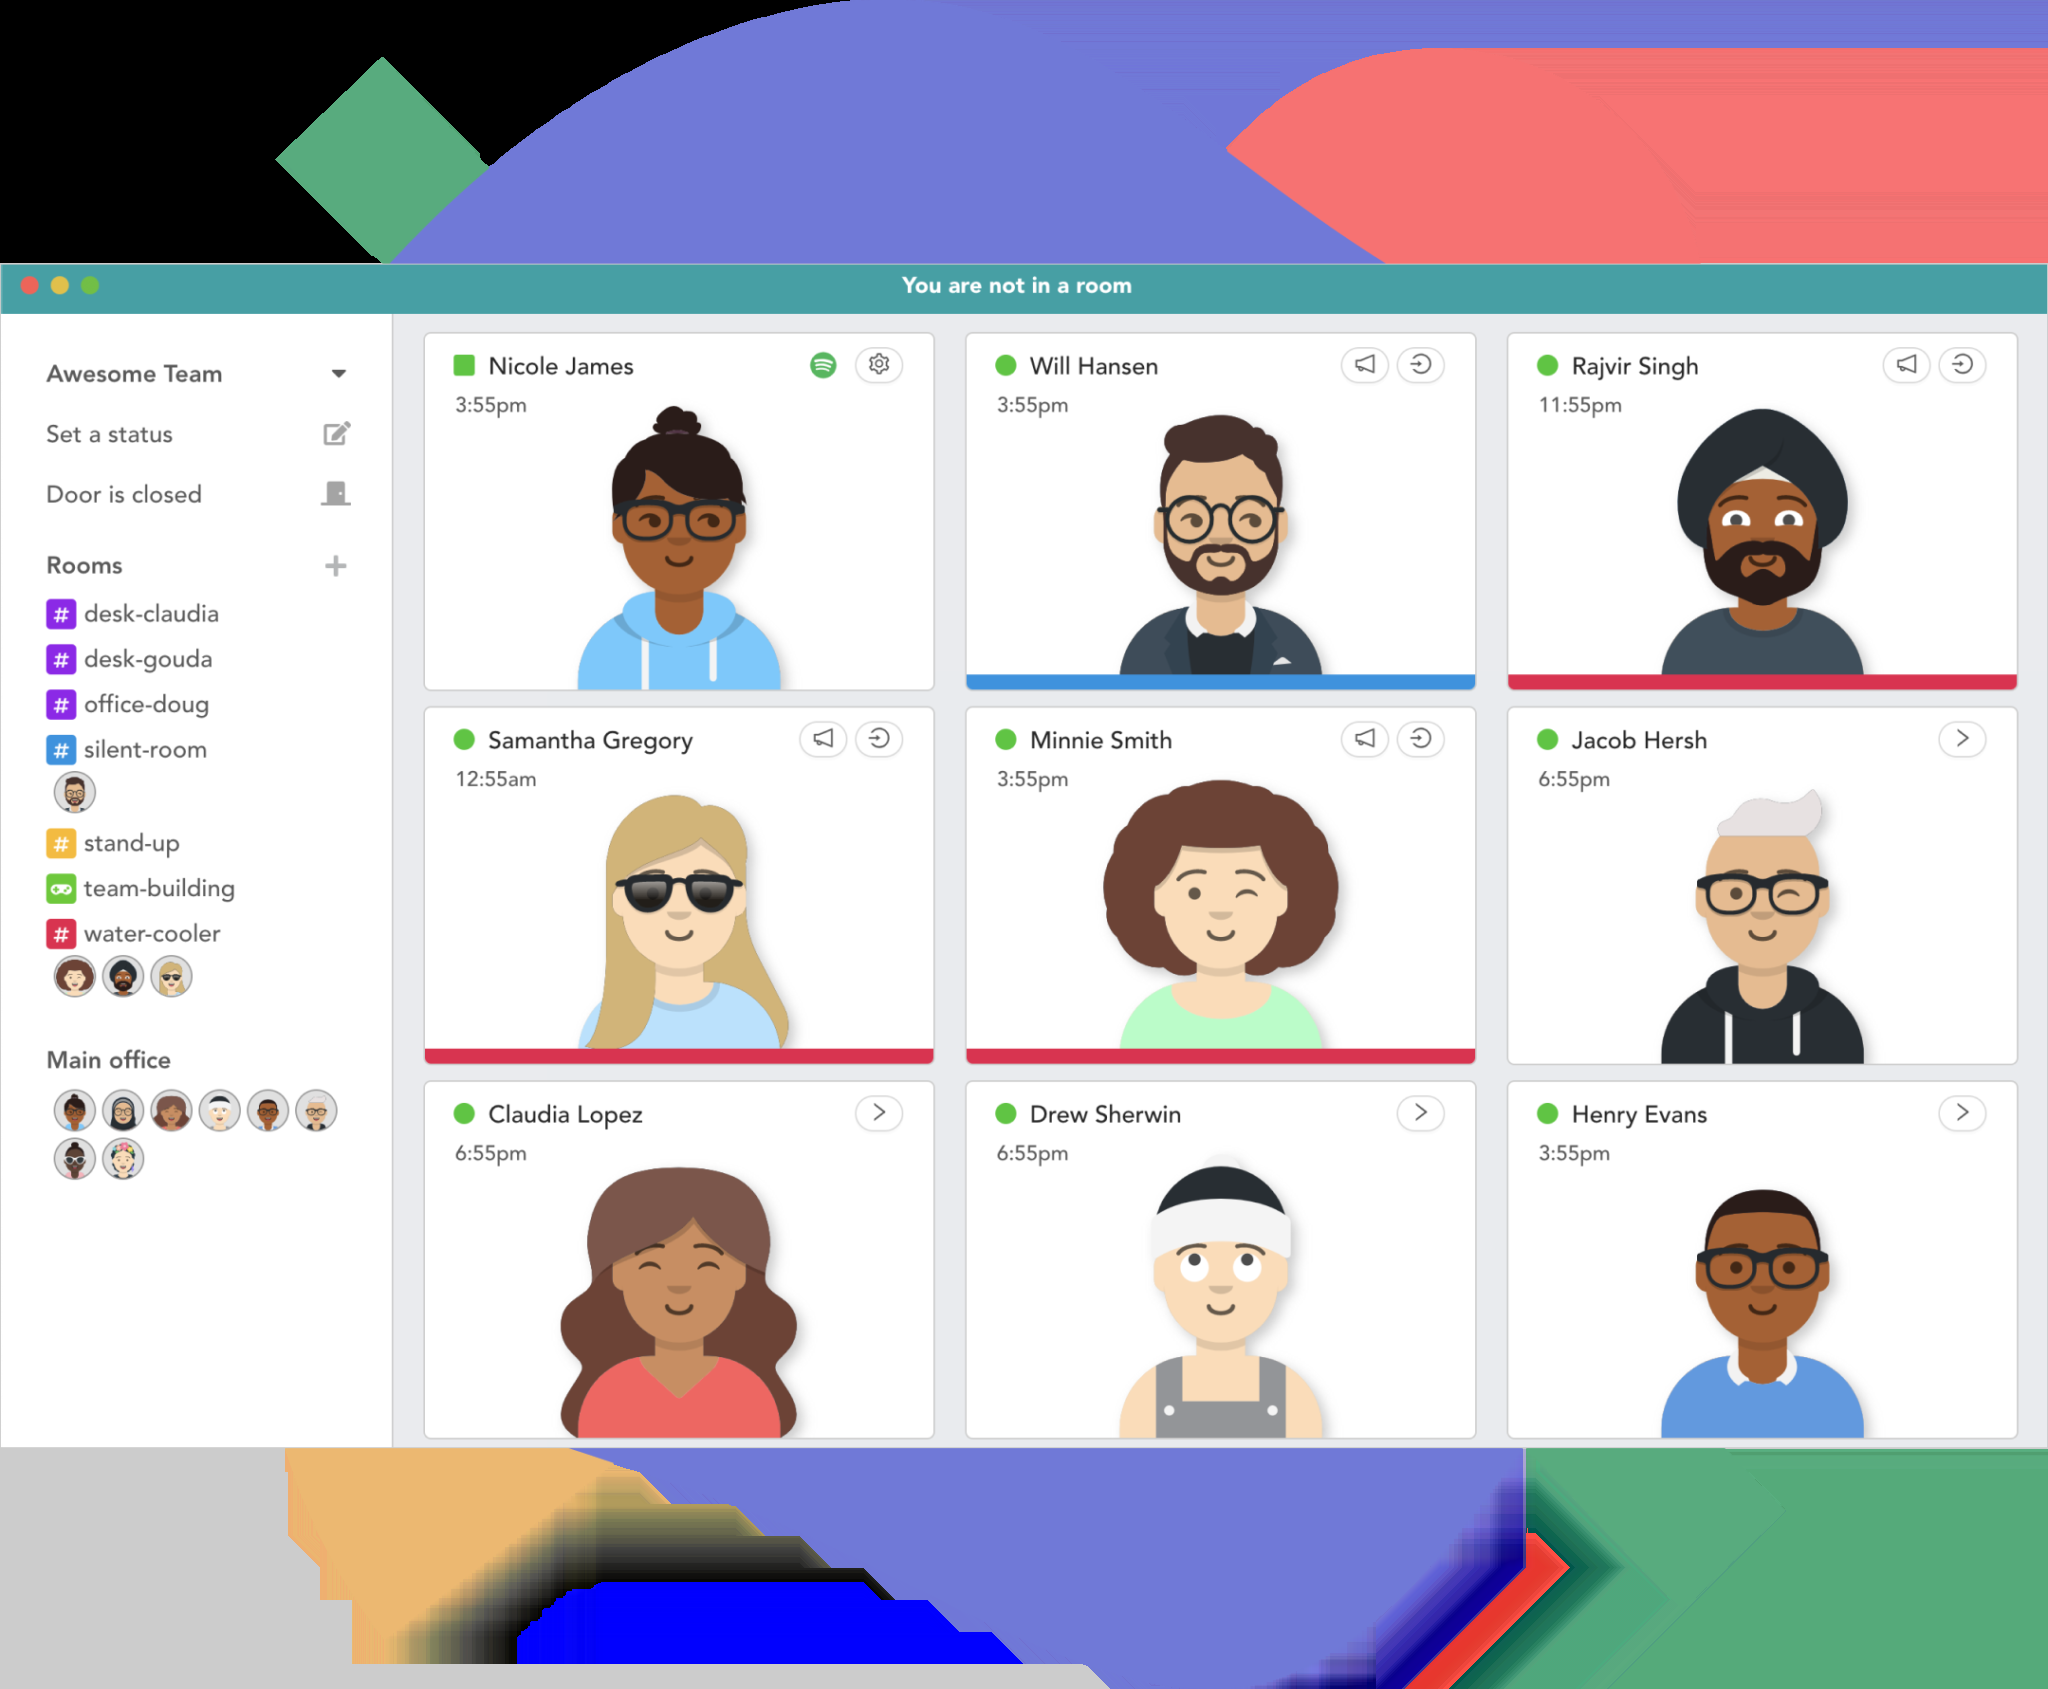 You are not in a room
Awesome Team
Set a status
Door is closed
Rooms
# desk-claudia
# desk-gouda
# office-doug
# silent-room
# stand-up
team-building
# water-cooler
Main office
Nicole James
3:55pm
Will Hansen
3:55pm
Rajvir Singh
11:55pm
Samantha Gregory
12:55am
Minnie Smith
3:55pm
Jacob Hersh
6:55pm
Claudia Lopez
6:55pm
Drew Sherwin
6:55pm
Henry Evans
3:55pm